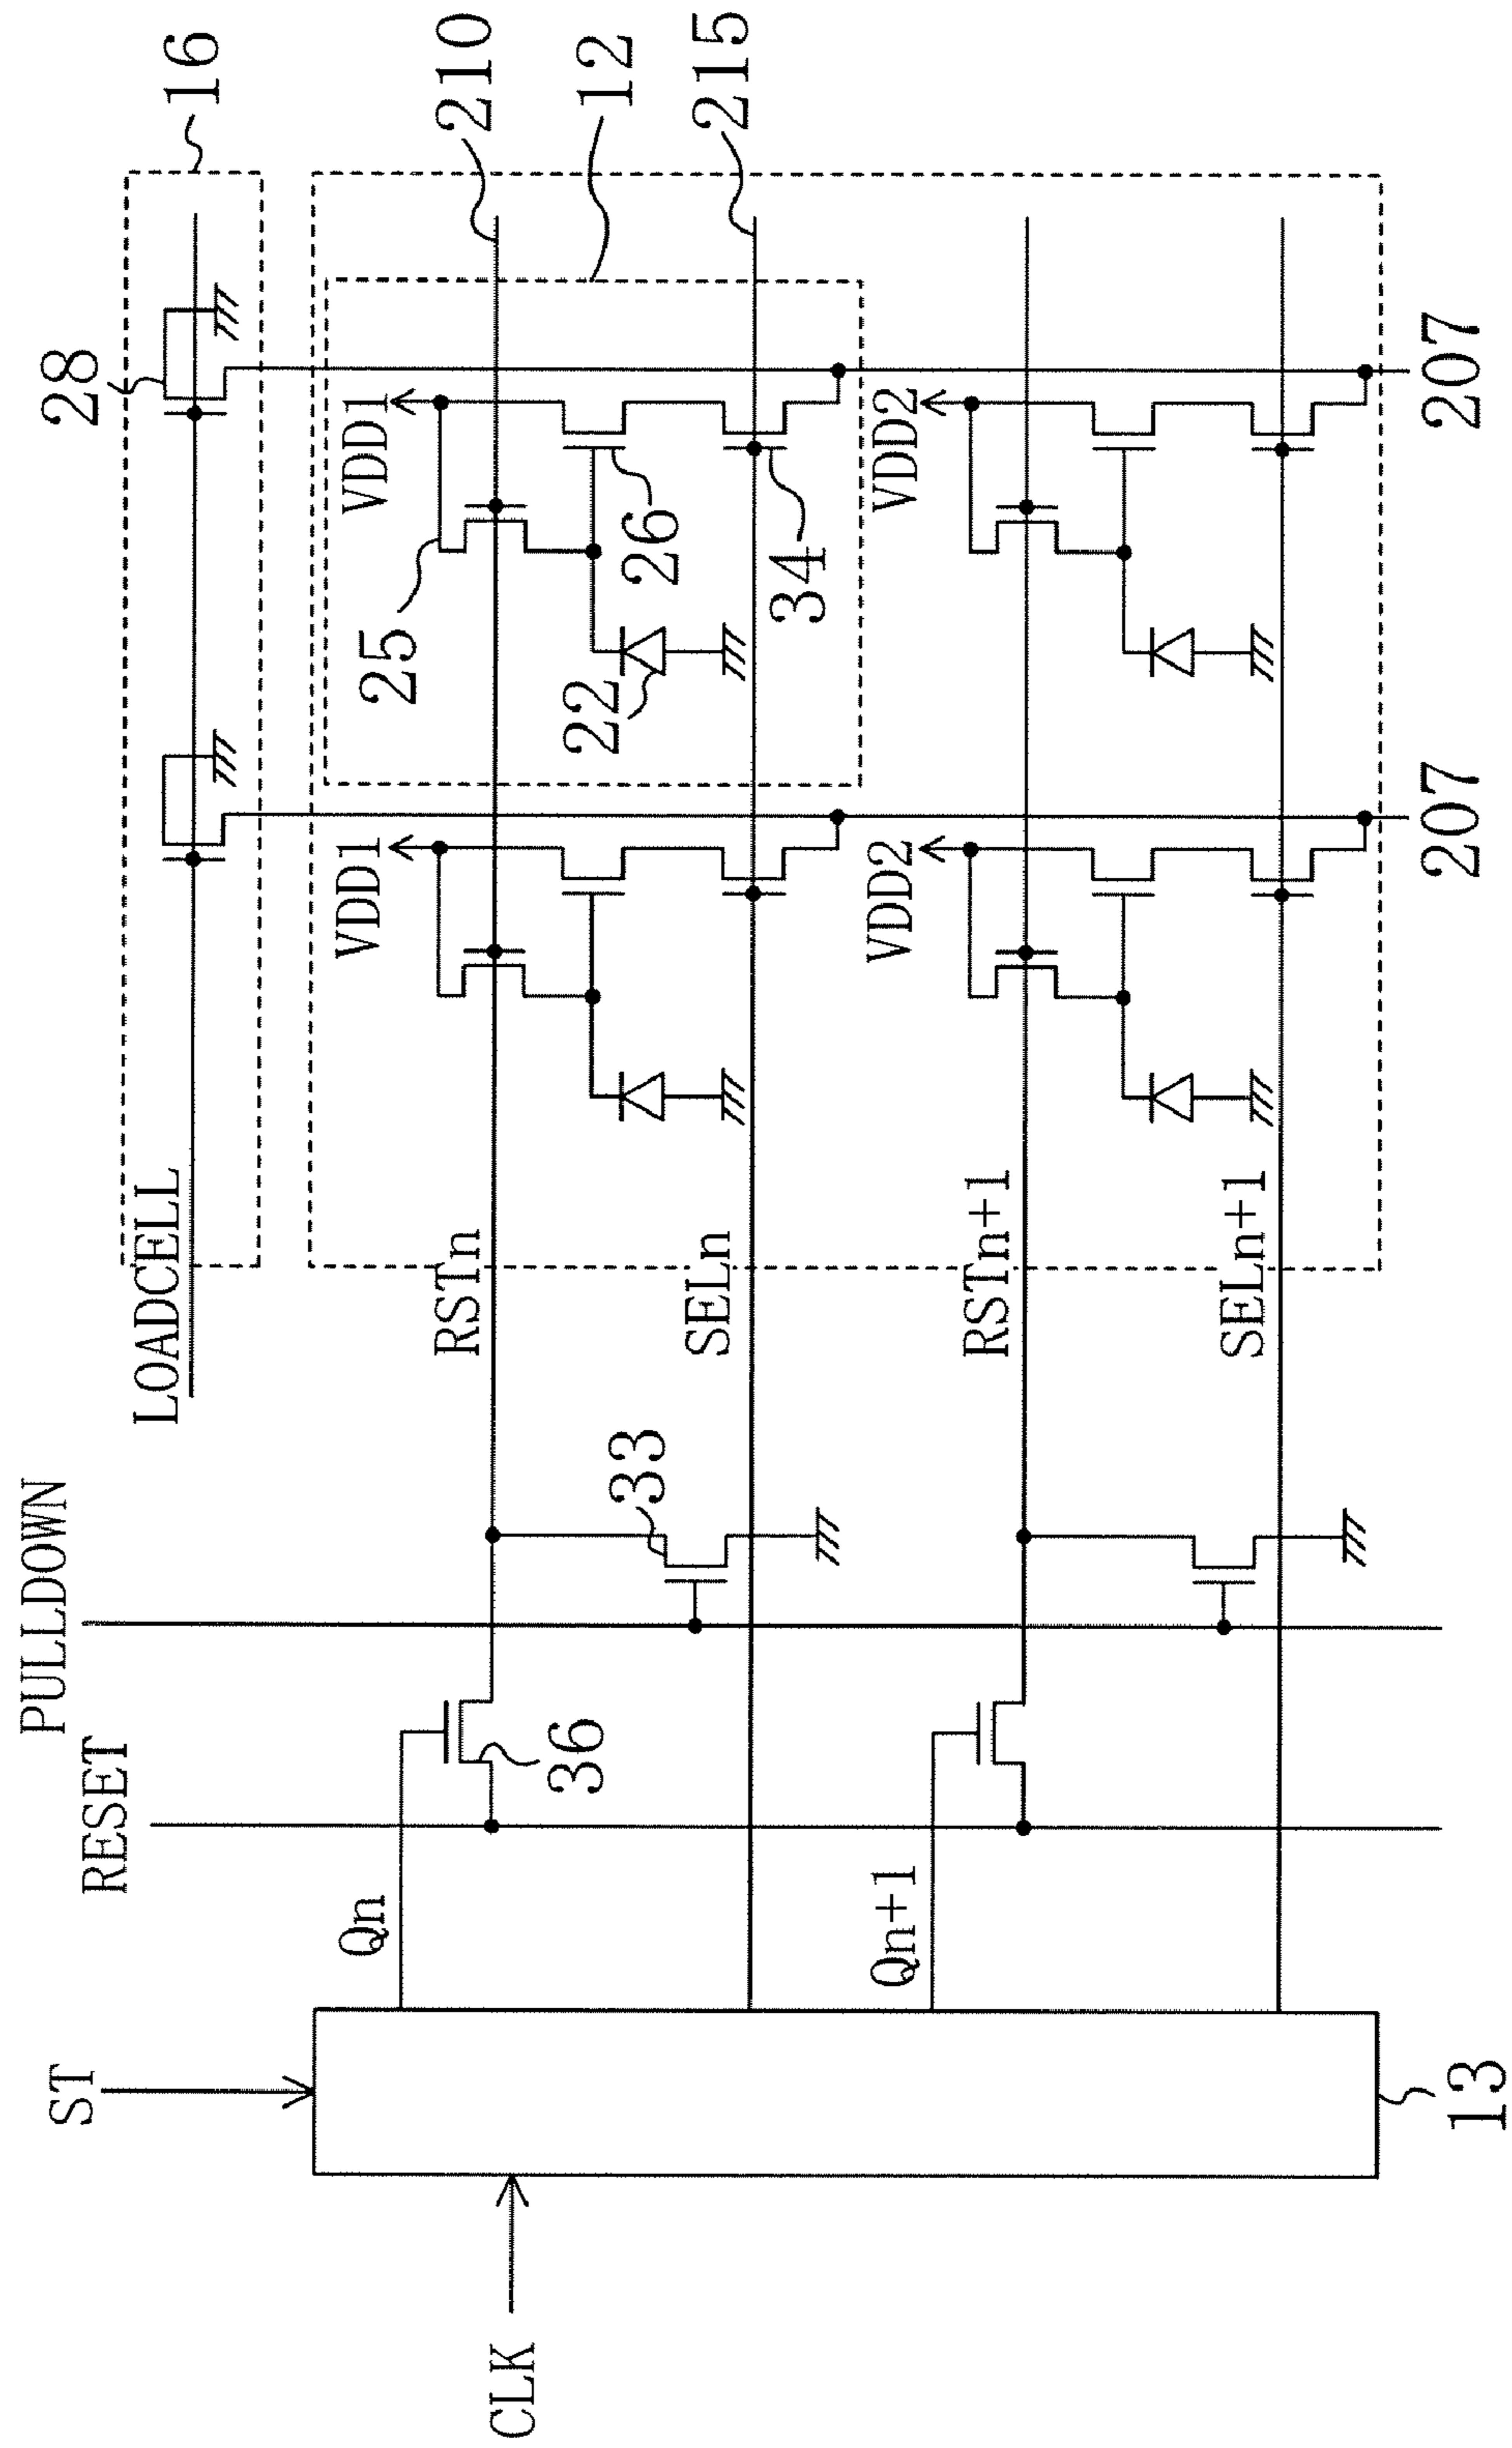 16
28
LOADCELL
210
12
215
VDD1
VDD1
25
26
22
34
RSTn
SELn
VDD2
VDD2
RSTn+1
SELn+1
207
207
PULLDOWN
RESET
33
36
Qn
Qn+1
ST
CLK
13